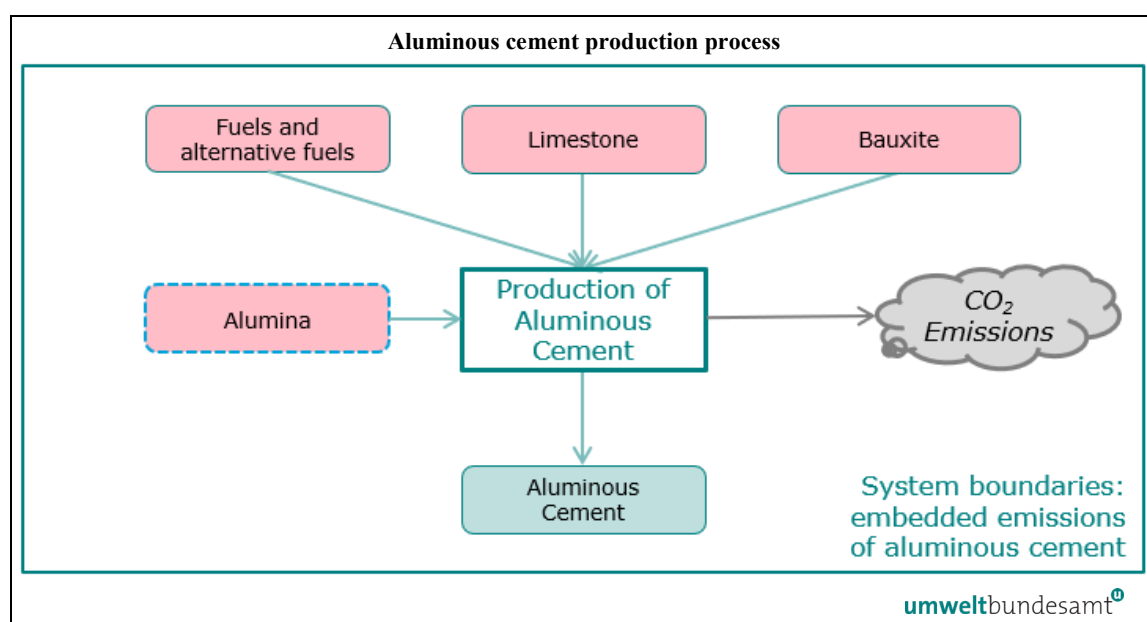 Aluminous cement production process
Fuels and
alternative fuels
Limestone
Bauxite
Alumina
Production of
Aluminous
Cement
CO₂
Emissions
Aluminous
Cement
System boundaries:
embedded emissions
of aluminous cement
umweltbundesamt
u